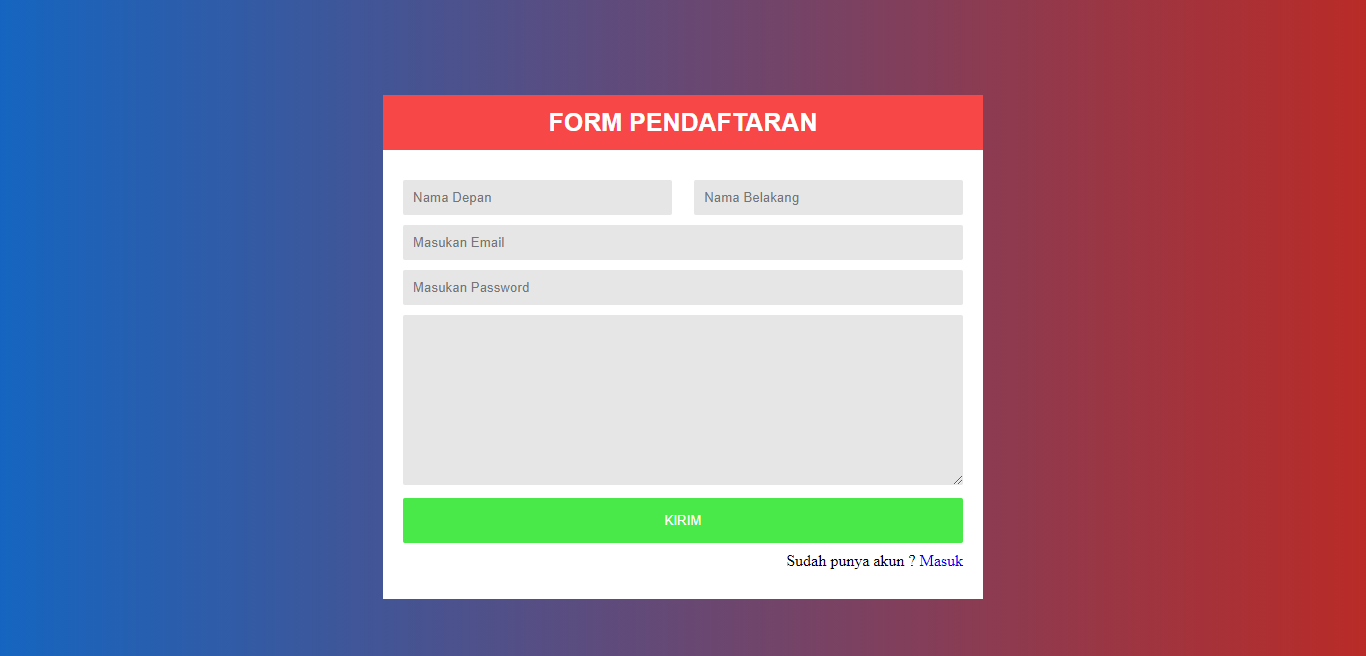 FORM PENDAFTARAN
Nama Depan Nama Belakang
Masukan Email
Masukan Password
KIRIM
Sudah punya akun ? Masuk